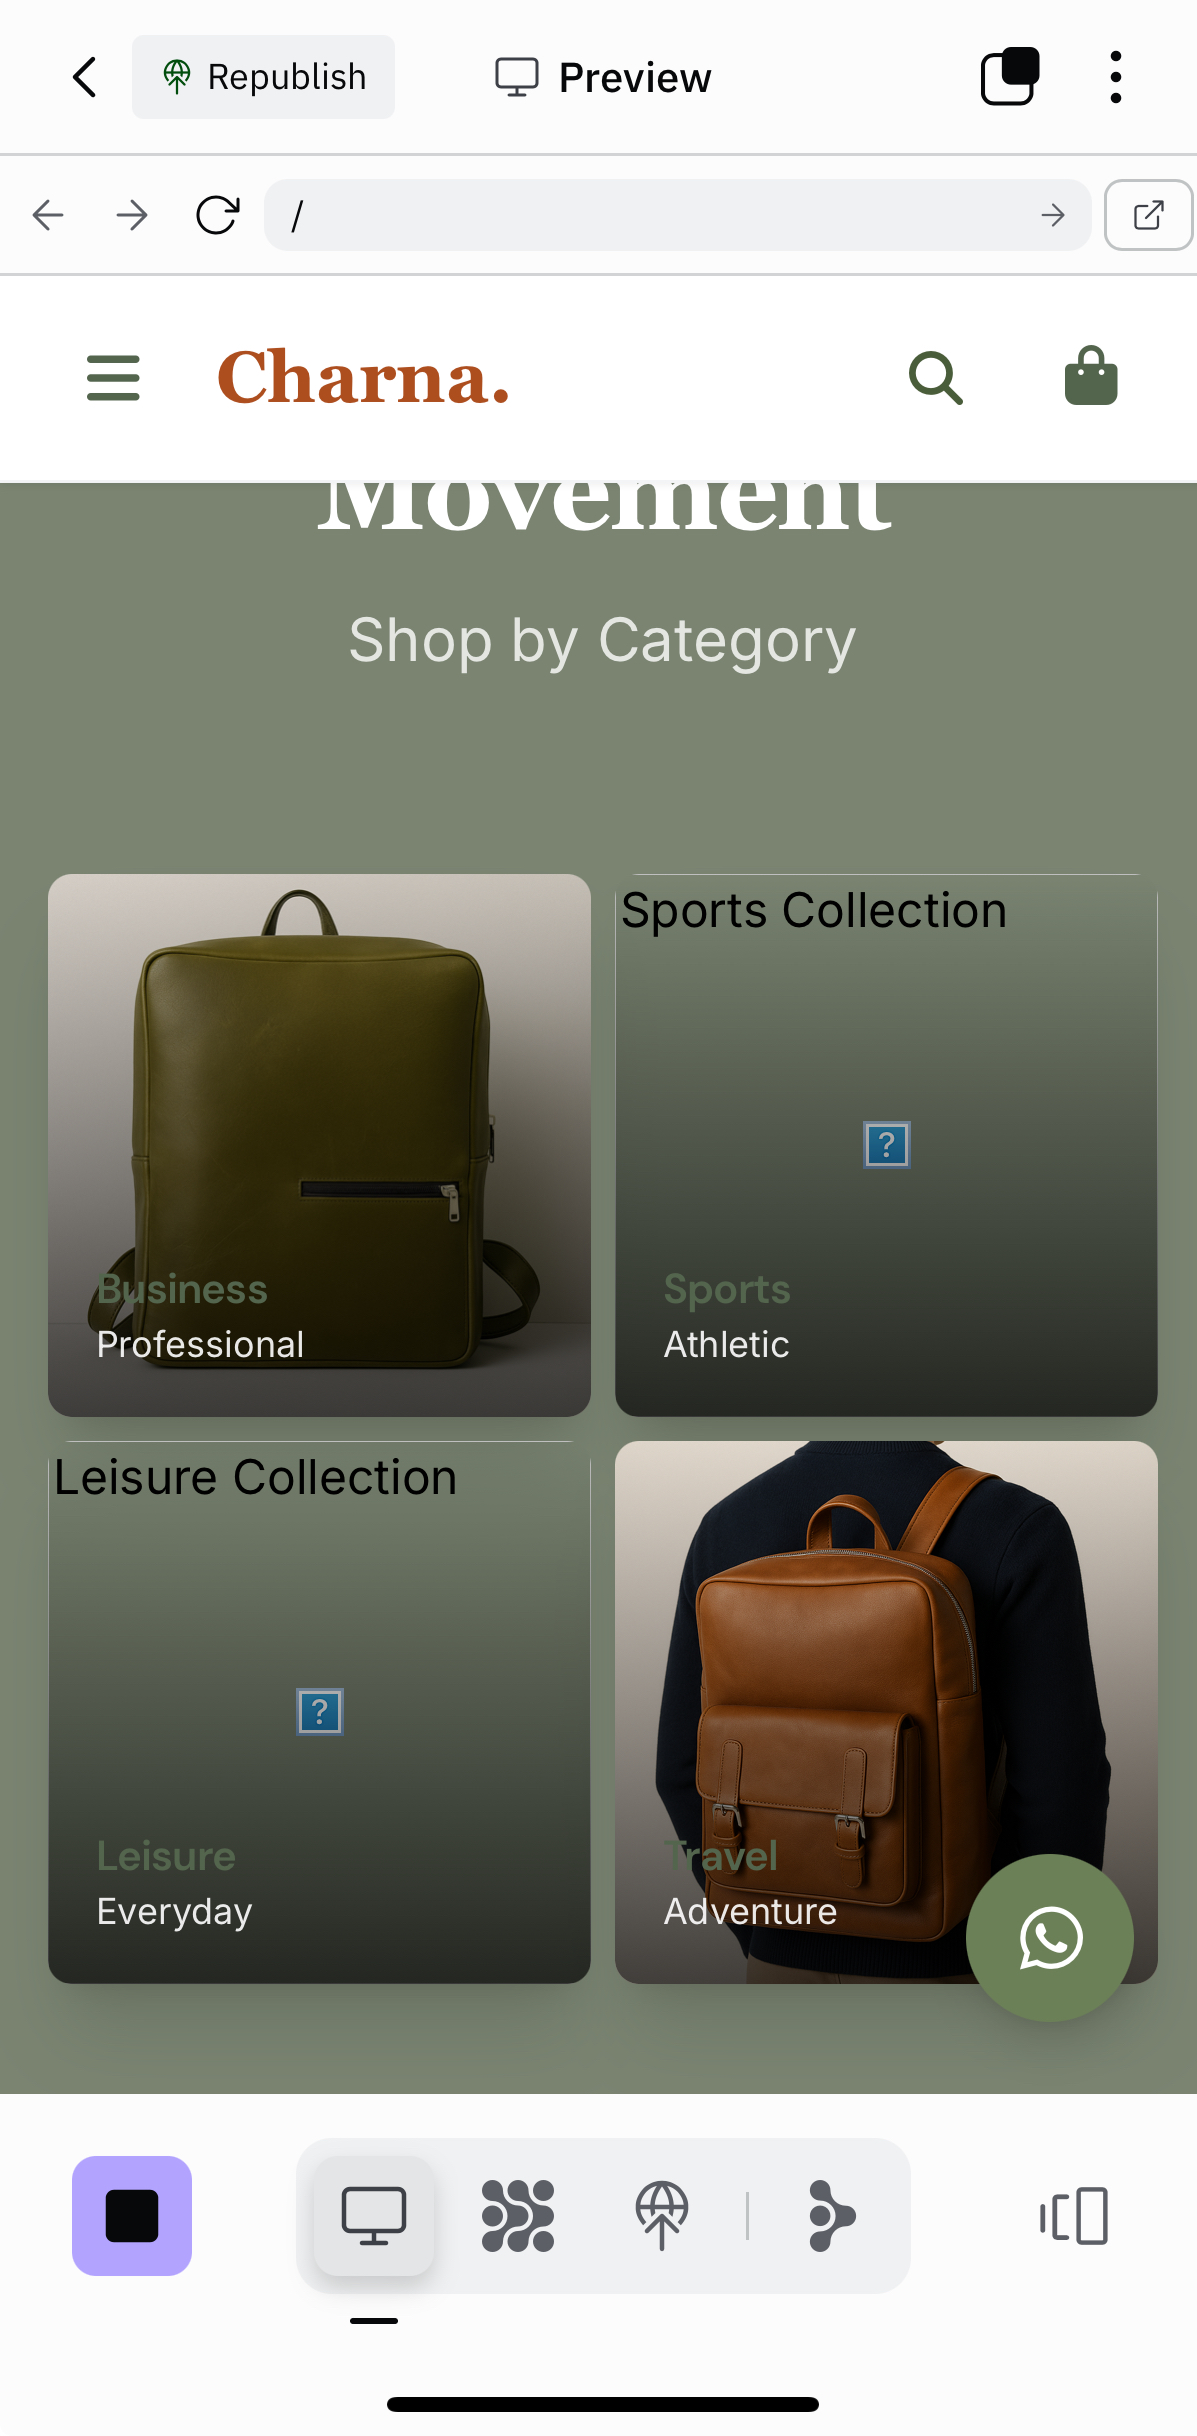 Republish
Preview
/
Charna.
Movement
Shop by Category
Business
Professional
Sports Collection
?
Sports
Athletic
Leisure Collection
?
Leisure
Everyday
Travel
Adventure